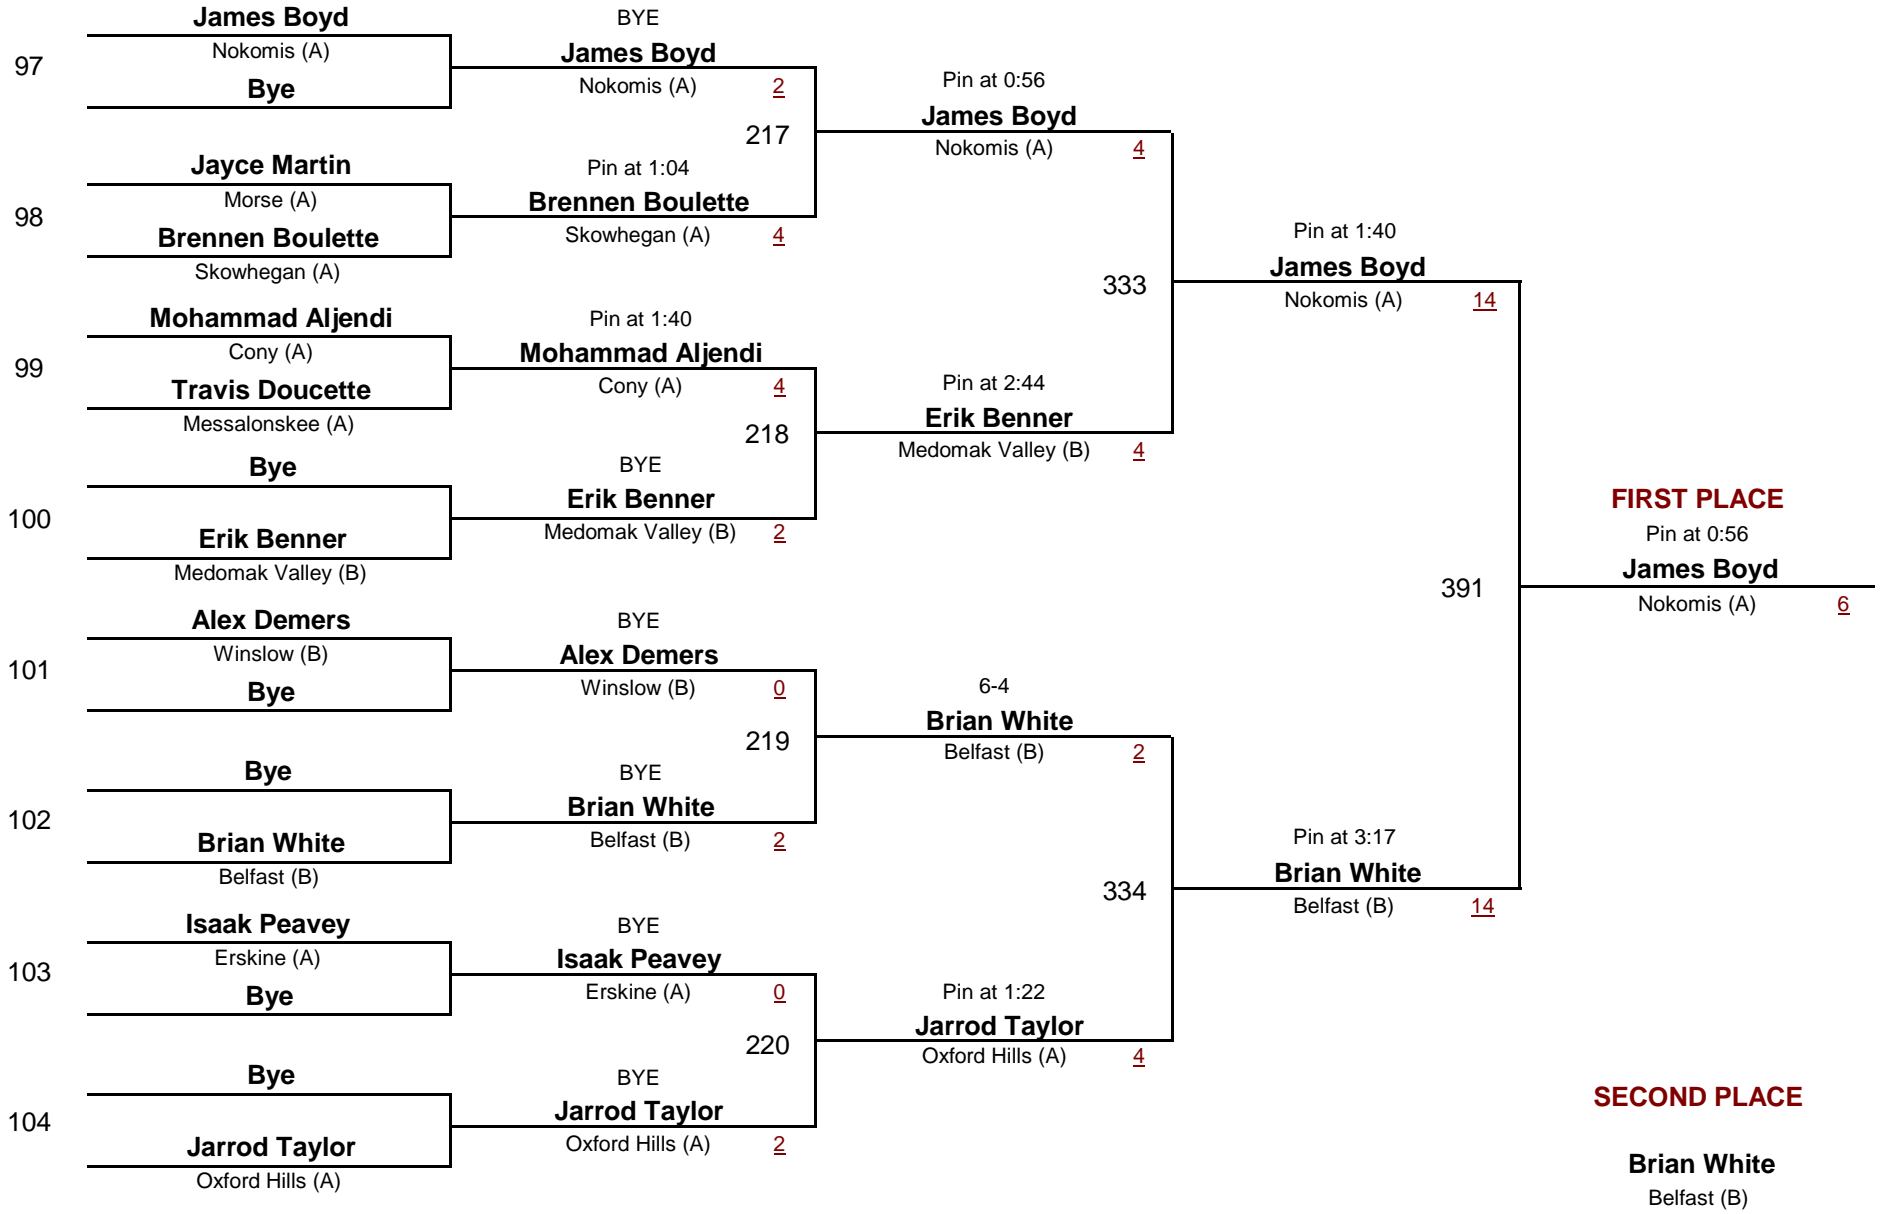 James Boyd
97
Nokomis (A)
Bye
Jayce Martin
98
Morse (A)
Brennen Boulette
Skowhegan (A)
Mohammad Aljendi
99
Cony (A)
Travis Doucette
Messalonskee (A)
Bye
100
Erik Benner
Medomak Valley (B)
Alex Demers
101
Winslow (B)
Bye
Bye
102
Brian White
Belfast (B)
Isaak Peavey
103
Erskine (A)
Bye
Bye
104
Jarrod Taylor
Oxford Hills (A)
BYE
James Boyd
Nokomis (A) 2
217
Pin at 1:04
Brennen Boulette
Skowhegan (A) 4
Pin at 1:40
Mohammad Aljendi
Cony (A) 4
218
BYE
Erik Benner
Medomak Valley (B) 2
BYE
Alex Demers
Winslow (B) 0
219
BYE
Brian White
Belfast (B) 2
BYE
Isaak Peavey
Erskine (A) 0
220
BYE
Jarrod Taylor
Oxford Hills (A) 2
Pin at 0:56
James Boyd
Nokomis (A) 4
333
Pin at 2:44
Erik Benner
Medomak Valley (B) 4
6-4
Brian White
Belfast (B) 2
334
Pin at 1:22
Jarrod Taylor
Oxford Hills (A) 4
Pin at 1:40
James Boyd
Nokomis (A) 14
391
Pin at 3:17
Brian White
Belfast (B) 14
FIRST PLACE
Pin at 0:56
James Boyd
Nokomis (A) 6
SECOND PLACE
Brian White
Belfast (B)